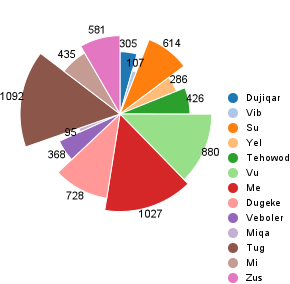 305
107
614
286
426
880
1027
728
368
95
1092
435
581
Dujiqar
Vib
Su
Yel
Tehowod
Vu
Me
Dugeke
Veboler
Miqa
Tug
Mi
Zus